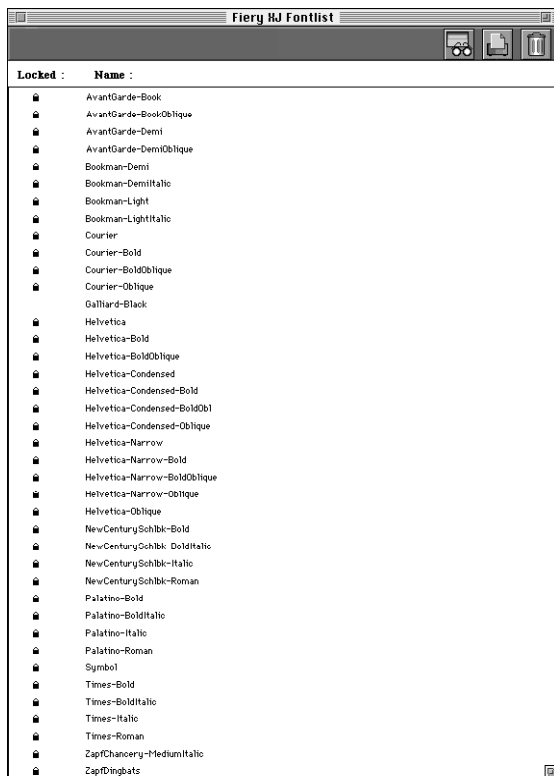 Fiery XJ Fontlist
Locked : Name :
AvantGarde-Book
AvantGarde-BookOblique
AvantGarde-Demi
AvantGarde-DemiOblique
Bookman-Demi
Bookman-DemiItalic
Bookman-Light
Bookman-LightItalic
Courier
Courier-Bold
Courier-BoldOblique
Courier-Oblique
Galliard-Black
Helvetica
Helvetica-Bold
Helvetica-BoldOblique
Helvetica-Condensed
Helvetica-Condensed-Bold
Helvetica-Condensed-BoldObl
Helvetica-Condensed-Oblique
Helvetica-Narrow
Helvetica-Narrow-Bold
Helvetica-Narrow-BoldOblique
Helvetica-Narrow-Oblique
Helvetica-Oblique
NewCenturySchlbk-Bold
NewCenturySchlbk-BoldItalic
NewCenturySchlbk-Italic
NewCenturySchlbk-Roman
Palatino-Bold
Palatino-BoldItalic
Palatino-Italic
Palatino-Roman
Symbol
Times-Bold
Times-BoldItalic
Times-Italic
Times-Roman
ZapfChancery-MediumItalic
ZapfDingbats